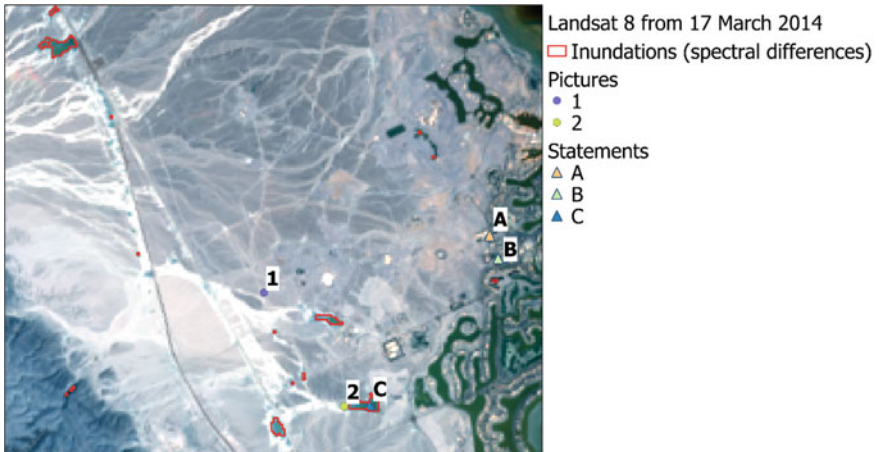 Landsat 8 from 17 March 2014
Inundations (spectral differences)
Pictures
1
2
Statements
A
B
C
A
B
1
2 C